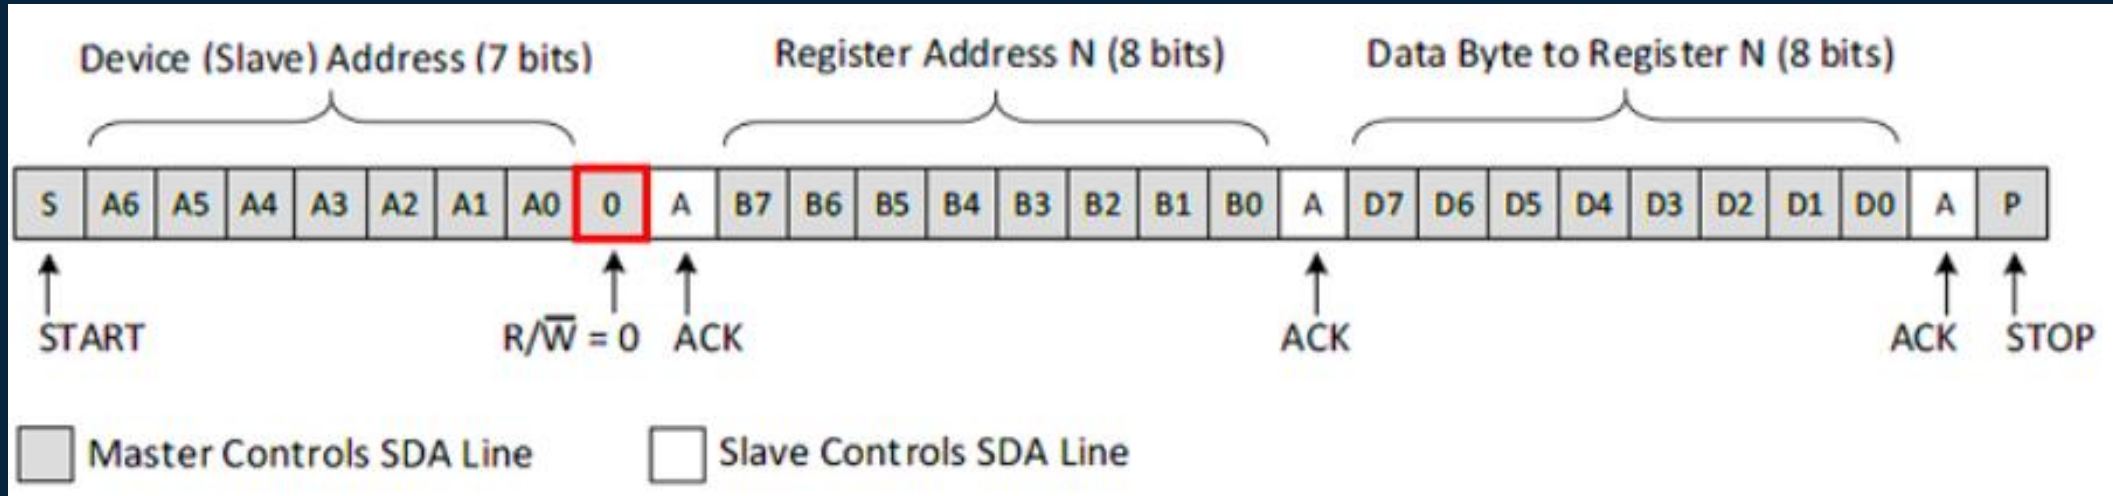 Device (Slave) Address (7 bits) Register Address N (8 bits) Data Byte to Register N (8 bits)
S A6 A5 A4 A3 A2 A1 A0 0 A B7 B6 B5 B4 B3 B2 B1 B0 A D7 D6 D5 D4 D3 D2 D1 D0 A P
START R/W̅ = 0 ACK ACK ACK STOP
Master Controls SDA Line Slave Controls SDA Line